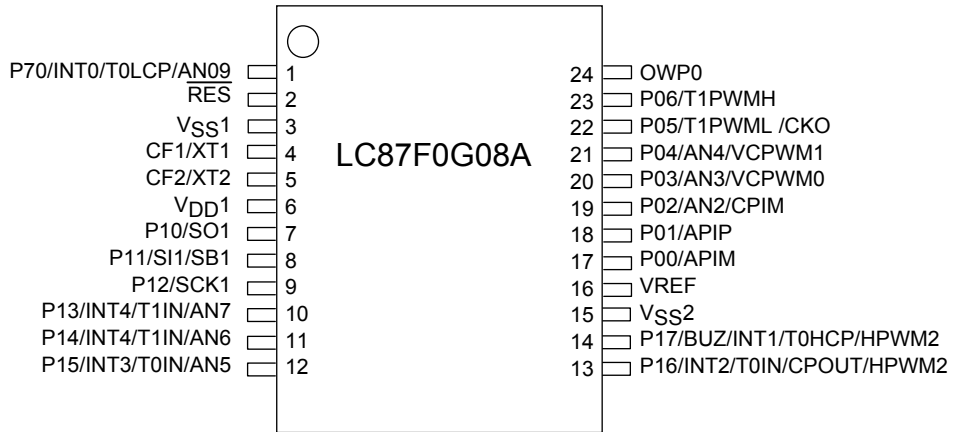 P70/INT0/T0LCP/AN09 1
RES 2
VSS1 3
CF1/XT1 4
CF2/XT2 5
VDD1 6
P10/SO1 7
P11/SI1/SB1 8
P12/SCK1 9
P13/INT4/T1IN/AN7 10
P14/INT4/T1IN/AN6 11
P15/INT3/T0IN/AN5 12
LC87F0G08A
24 OWP0
23 P06/T1PWMH
22 P05/T1PWML /CKO
21 P04/AN4/VCPWM1
20 P03/AN3/VCPWM0
19 P02/AN2/CPIM
18 P01/APIP
17 P00/APIM
16 VREF
15 VSS2
14 P17/BUZ/INT1/T0HCP/HPWM2
13 P16/INT2/T0IN/CPOUT/HPWM2